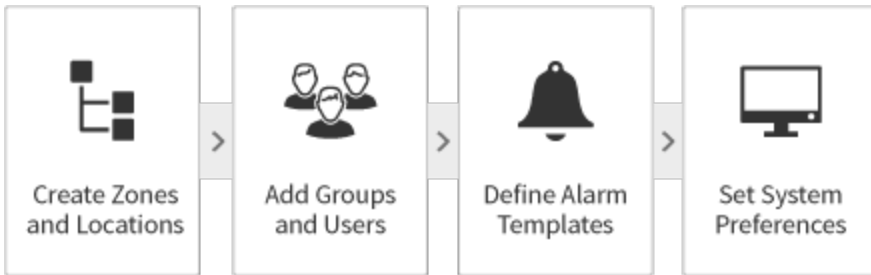 Create Zones
and Locations
Add Groups
and Users
Define Alarm
Templates
Set System
Preferences